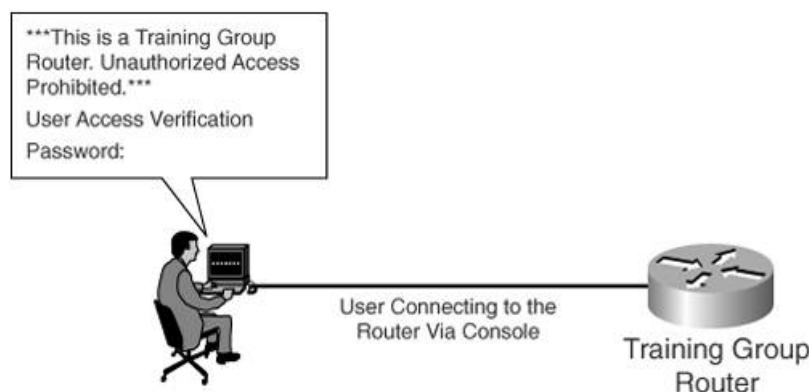 ***This is a Training Group
Router. Unauthorized Access
Prohibited.***
User Access Verification
Password:
User Connecting to the
Router Via Console
Training Group
Router